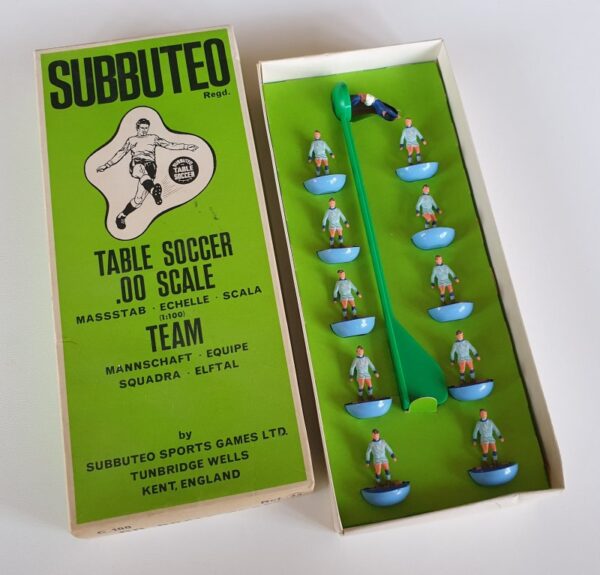 SUBBUTEO
Regd.
SUBBUTEO
TABLE
SOCCER
TABLE SOCCER
.00 SCALE
MASSSTAB · ECHELLE · SCALA
(1:100)
TEAM
MANNSCHAFT · EQUIPE
SQUADRA · ELFTAL
by
SUBBUTEO SPORTS GAMES LTD.
TUNBRIDGE WELLS
KENT, ENGLAND
C.100